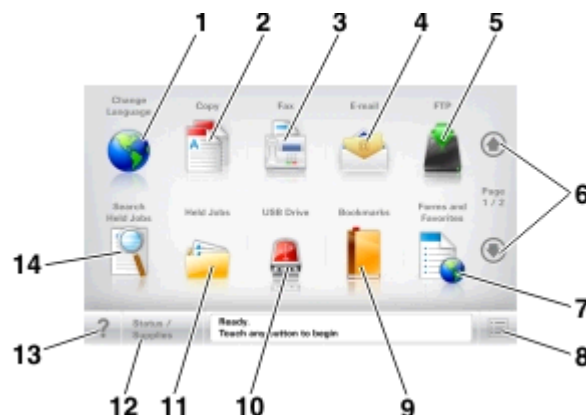 1 2 3 4 5
Change Language
Copy
Fax
E-mail
FTP
6
Page
1 / 2
Search Held Jobs
Held Jobs
USB Drive
Bookmarks
Forms and Favorites
14
7
?
Status / Supplies
Ready.
Touch any button to begin
13
8
12 11 10 9